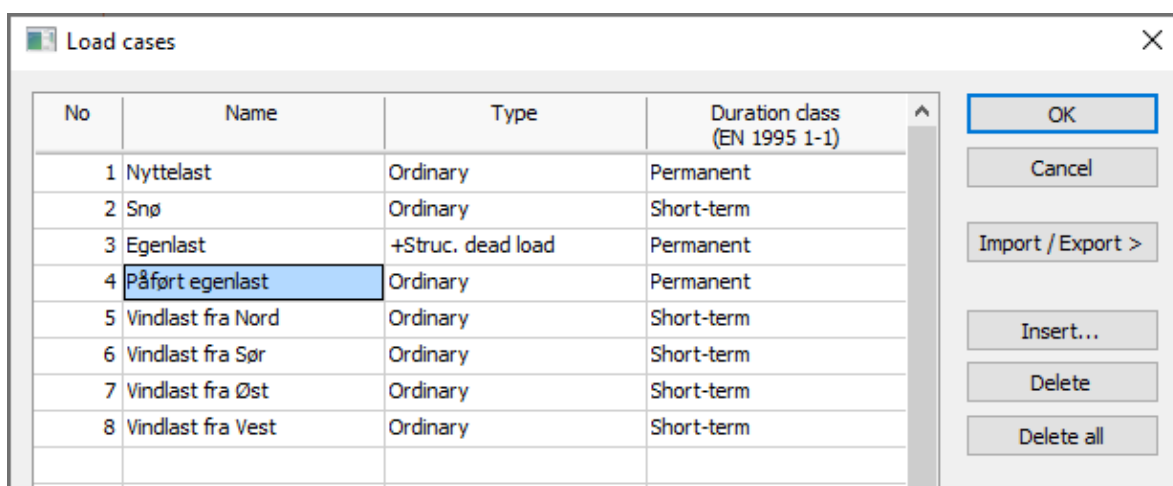 Load cases
No Name Type Duration class
(EN 1995 1-1)
1 Nyttelast Ordinary Permanent
2 Snø Ordinary Short-term
3 Egenlast +Struc. dead load Permanent
4 Påført egenlast Ordinary Permanent
5 Vindlast fra Nord Ordinary Short-term
6 Vindlast fra Sør Ordinary Short-term
7 Vindlast fra Øst Ordinary Short-term
8 Vindlast fra Vest Ordinary Short-term
OK
Cancel
Import / Export >
Insert...
Delete
Delete all